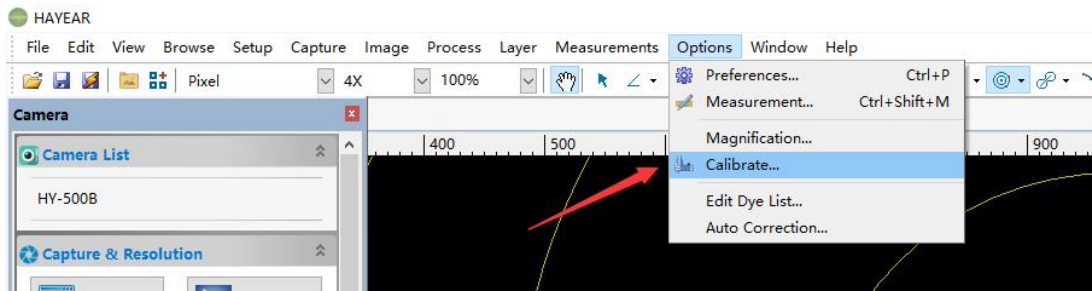 HAYEAR
File Edit View Browse Setup Capture Image Process Layer Measurements Options Window Help
Pixel 4X 100%
Preferences... Ctrl+P
Measurement... Ctrl+Shift+M
Magnification...
Calibrate...
Edit Dye List...
Auto Correction...
Camera
Camera List
HY-500B
Capture & Resolution
400 500 900